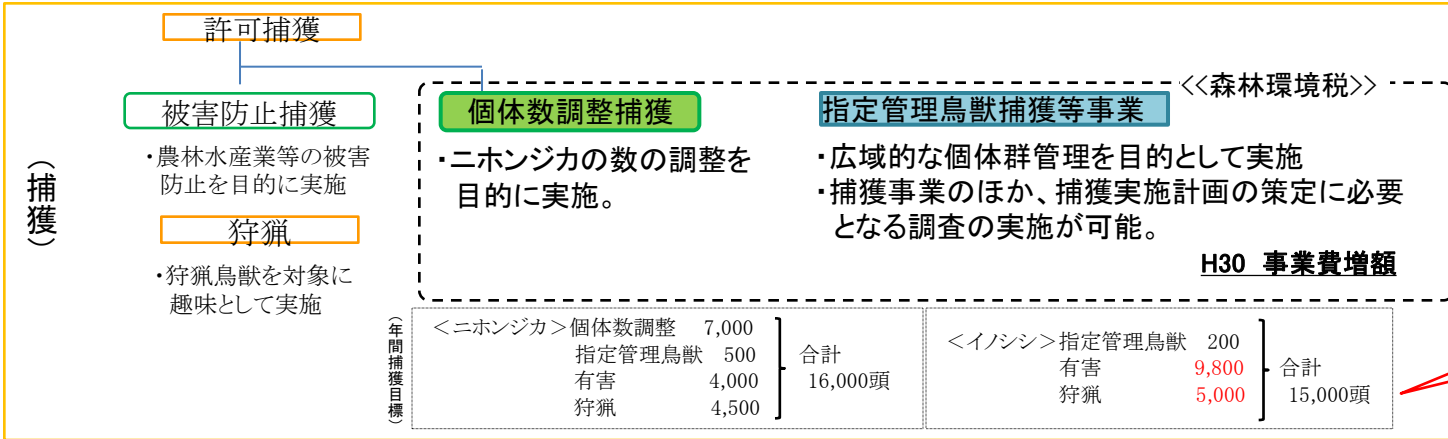 (捕獲)
許可捕獲
被害防止捕獲
・農林水産業等の被害
防止を目的に実施
狩猟
・狩猟鳥獣を対象に
趣味として実施
<<森林環境税>>
個体数調整捕獲
・ニホンジカの数の調整を
目的に実施。
指定管理鳥獣捕獲等事業
・広域的な個体群管理を目的として実施
・捕獲事業のほか、捕獲実施計画の策定に必要
となる調査の実施が可能。
H30 事業費増額
(年間捕獲目標)
<ニホンジカ>個体数調整 7,000
指定管理鳥獣 500
有害 4,000
狩猟 4,500
合計
16,000頭
<イノシシ>指定管理鳥獣 200
有害 9,800
狩猟 5,000
合計
15,000頭